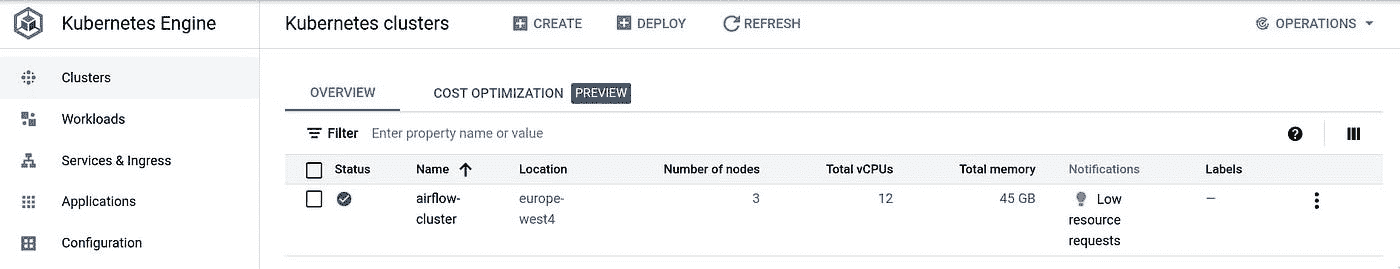 Kubernetes Engine
Kubernetes clusters
CREATE
DEPLOY
REFRESH
OPERATIONS
Clusters
Workloads
Services & Ingress
Applications
Configuration
OVERVIEW
COST OPTIMIZATION PREVIEW
Filter Enter property name or value
Status Name Location Number of nodes Total vCPUs Total memory Notifications Labels
airflow-
cluster
europe-
west4
3
12
45 GB
Low
resource
requests
—